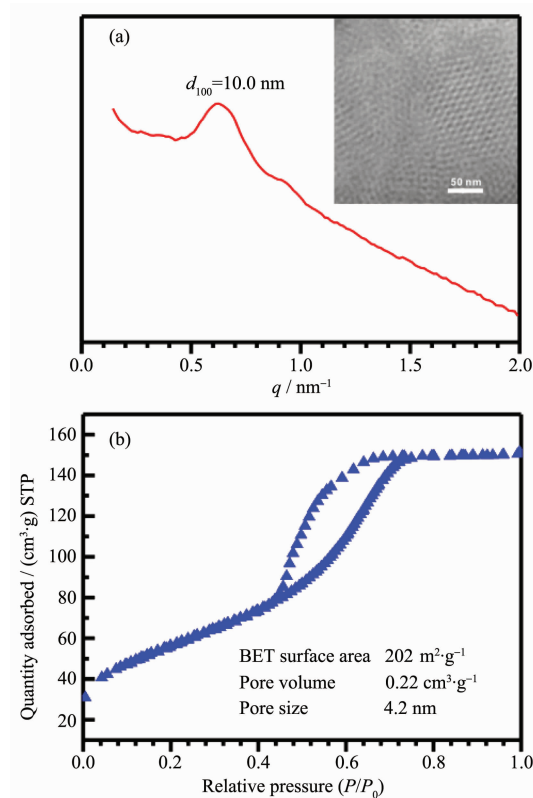 (a)
d₁₀₀=10.0 nm
50 nm
0.0 0.5 1.0 1.5 2.0
q / nm⁻¹
(b)
160
140
120
100
80
60
40
20
Quantity adsorbed / (cm³·g) STP
BET surface area 202 m²·g⁻¹
Pore volume 0.22 cm³·g⁻¹
Pore size 4.2 nm
0.0 0.2 0.4 0.6 0.8 1.0
Relative pressure (P/P₀)